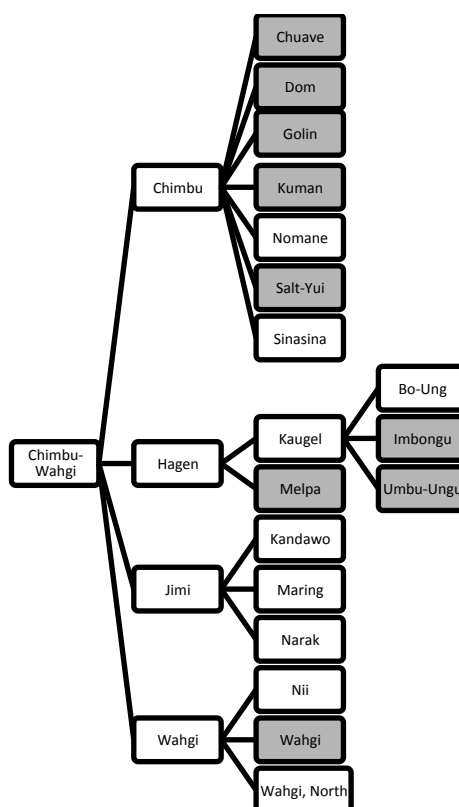 Chuave
Dom
Golin
Chimbu
Kuman
Nomane
Salt-Yui
Sinasina
Bo-Ung
Chimbu-
Wahgi
Hagen
Kaugel
Imbongu
Melpa
Umbu-Ungu
Kandawo
Jimi
Maring
Narak
Nii
Wahgi
Wahgi
Wahgi, North